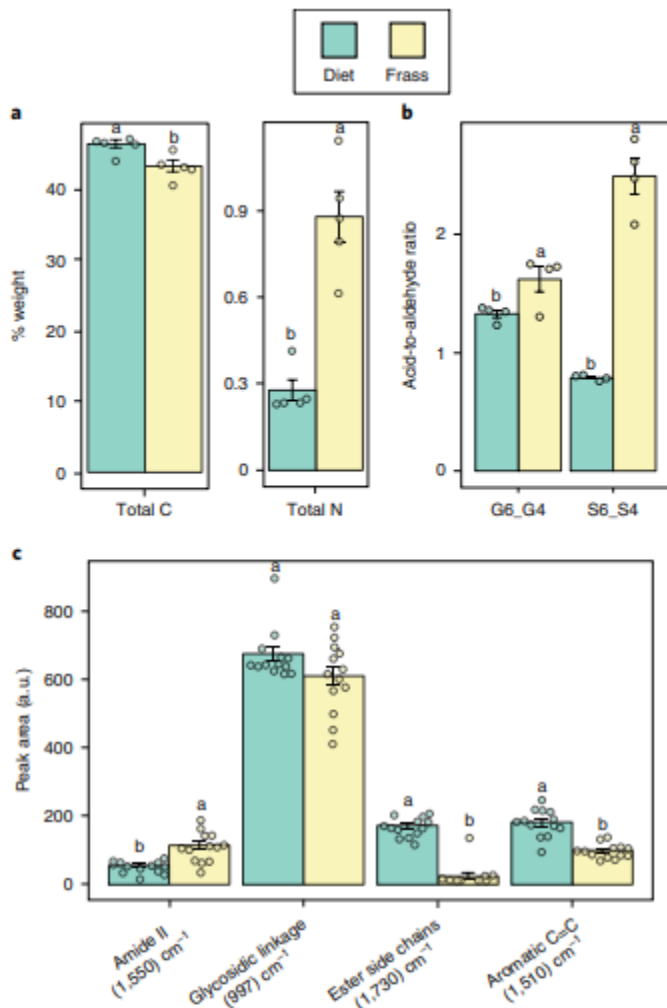 Diet Frass
a
a
b
40
30
20
10
0
% weight
Total C
a
b
0.9
0.6
0.3
0
Total N
b
a
a
b
b
2
1
0
Acid-to-aldehyde ratio
G6_G4 S6_S4
c
a
a
a
a
a
b
b
b
800
600
400
200
0
Peak area (a.u.)
Amide II
(1,550) cm⁻¹
Glycosidic linkage
(997) cm⁻¹
Ester side chains
(1,730) cm⁻¹
Aromatic C=C
(1,510) cm⁻¹